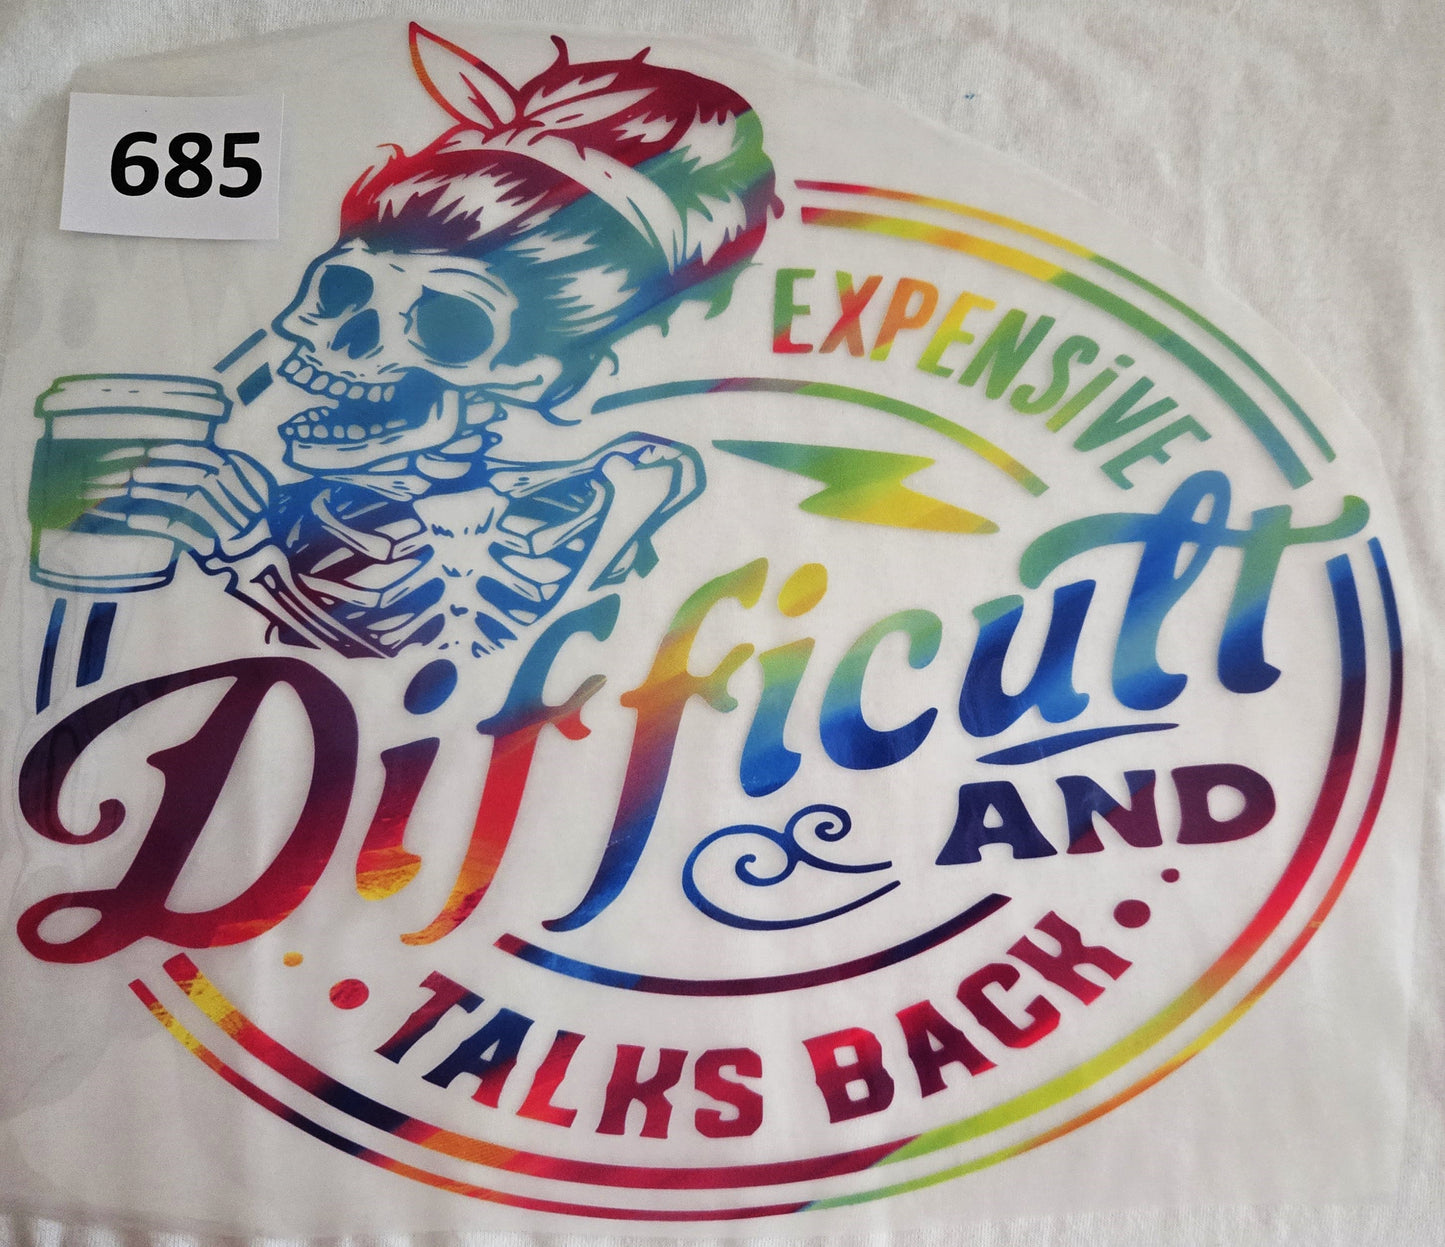 685
EXPENSiVE
Difficult
AND
TALKS BACK